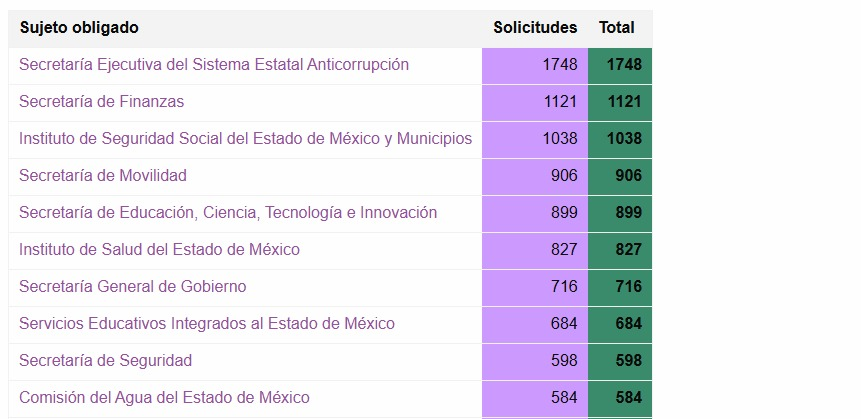 Sujeto obligado Solicitudes Total
Secretaría Ejecutiva del Sistema Estatal Anticorrupción 1748 1748
Secretaría de Finanzas 1121 1121
Instituto de Seguridad Social del Estado de México y Municipios 1038 1038
Secretaría de Movilidad 906 906
Secretaría de Educación, Ciencia, Tecnología e Innovación 899 899
Instituto de Salud del Estado de México 827 827
Secretaría General de Gobierno 716 716
Servicios Educativos Integrados al Estado de México 684 684
Secretaría de Seguridad 598 598
Comisión del Agua del Estado de México 584 584